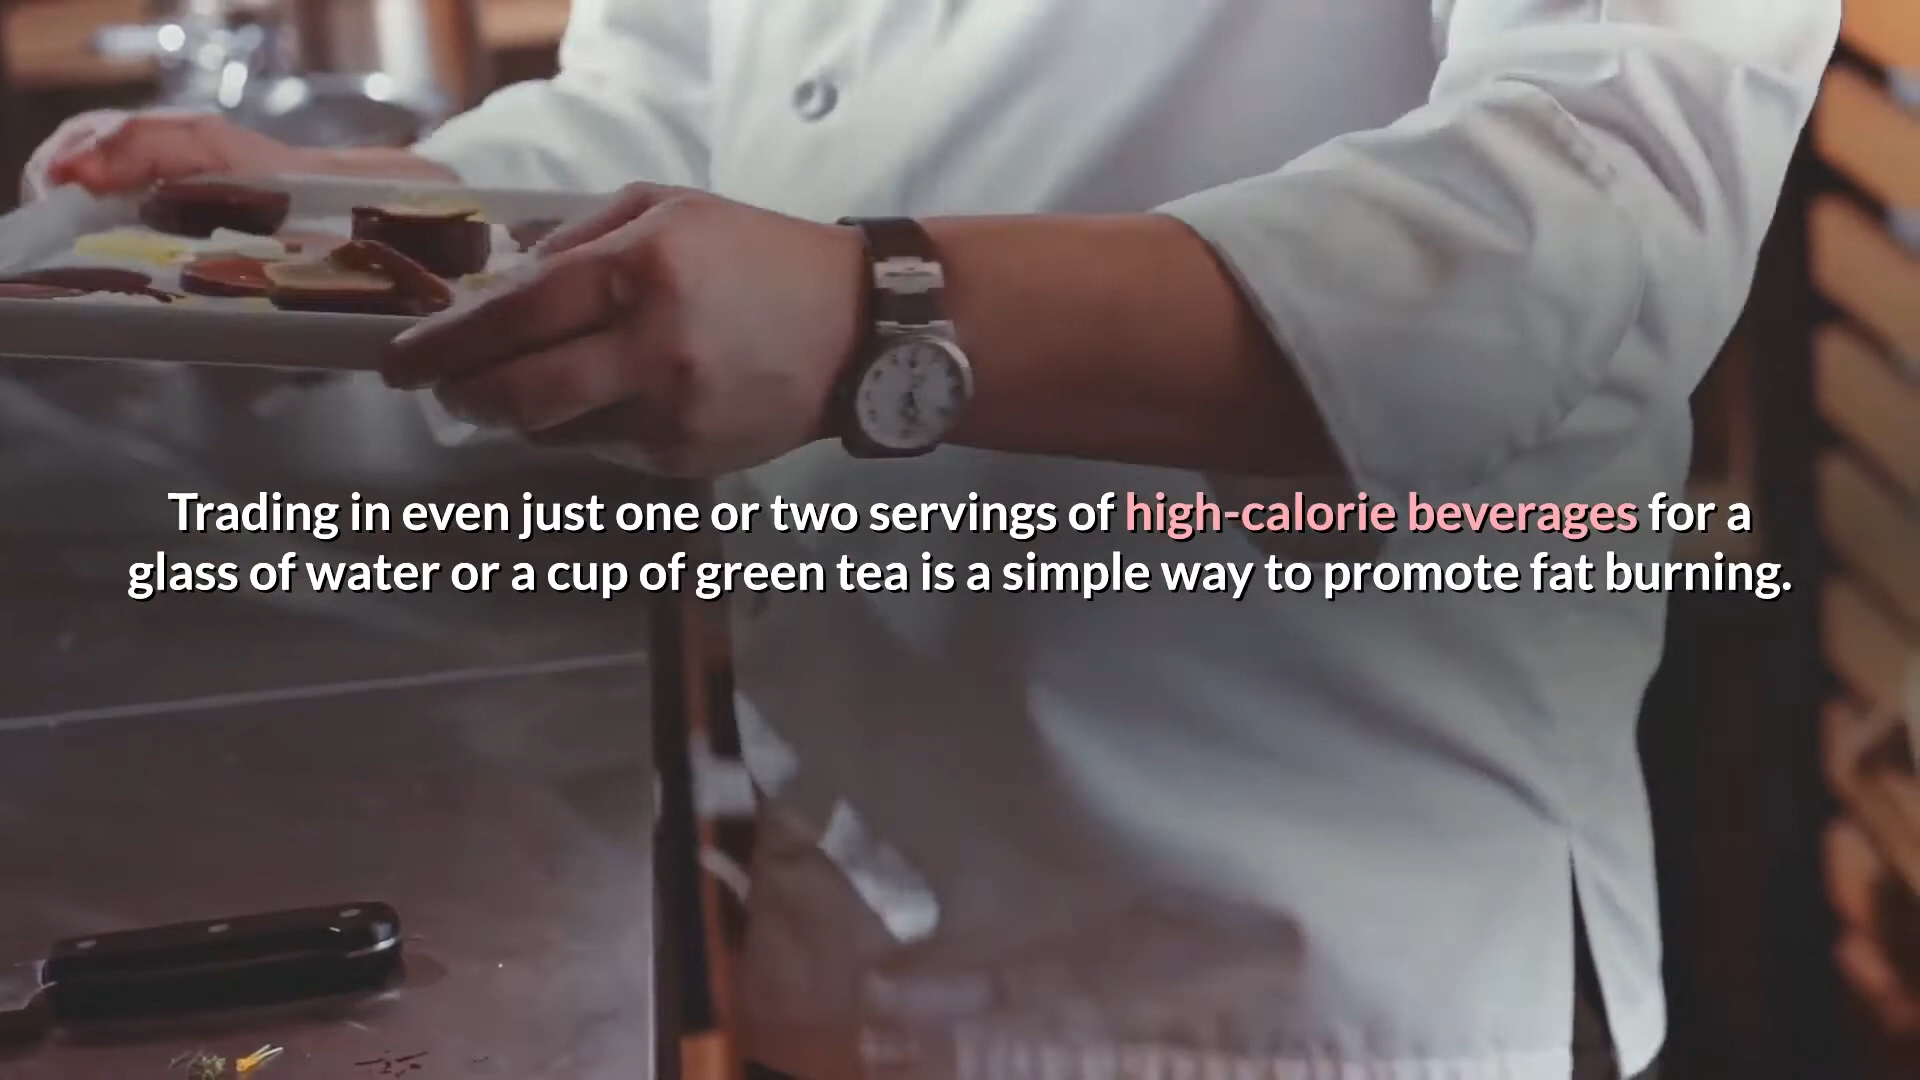 Trading in even just one or two servings of high-calorie beverages for a
glass of water or a cup of green tea is a simple way to promote fat burning.